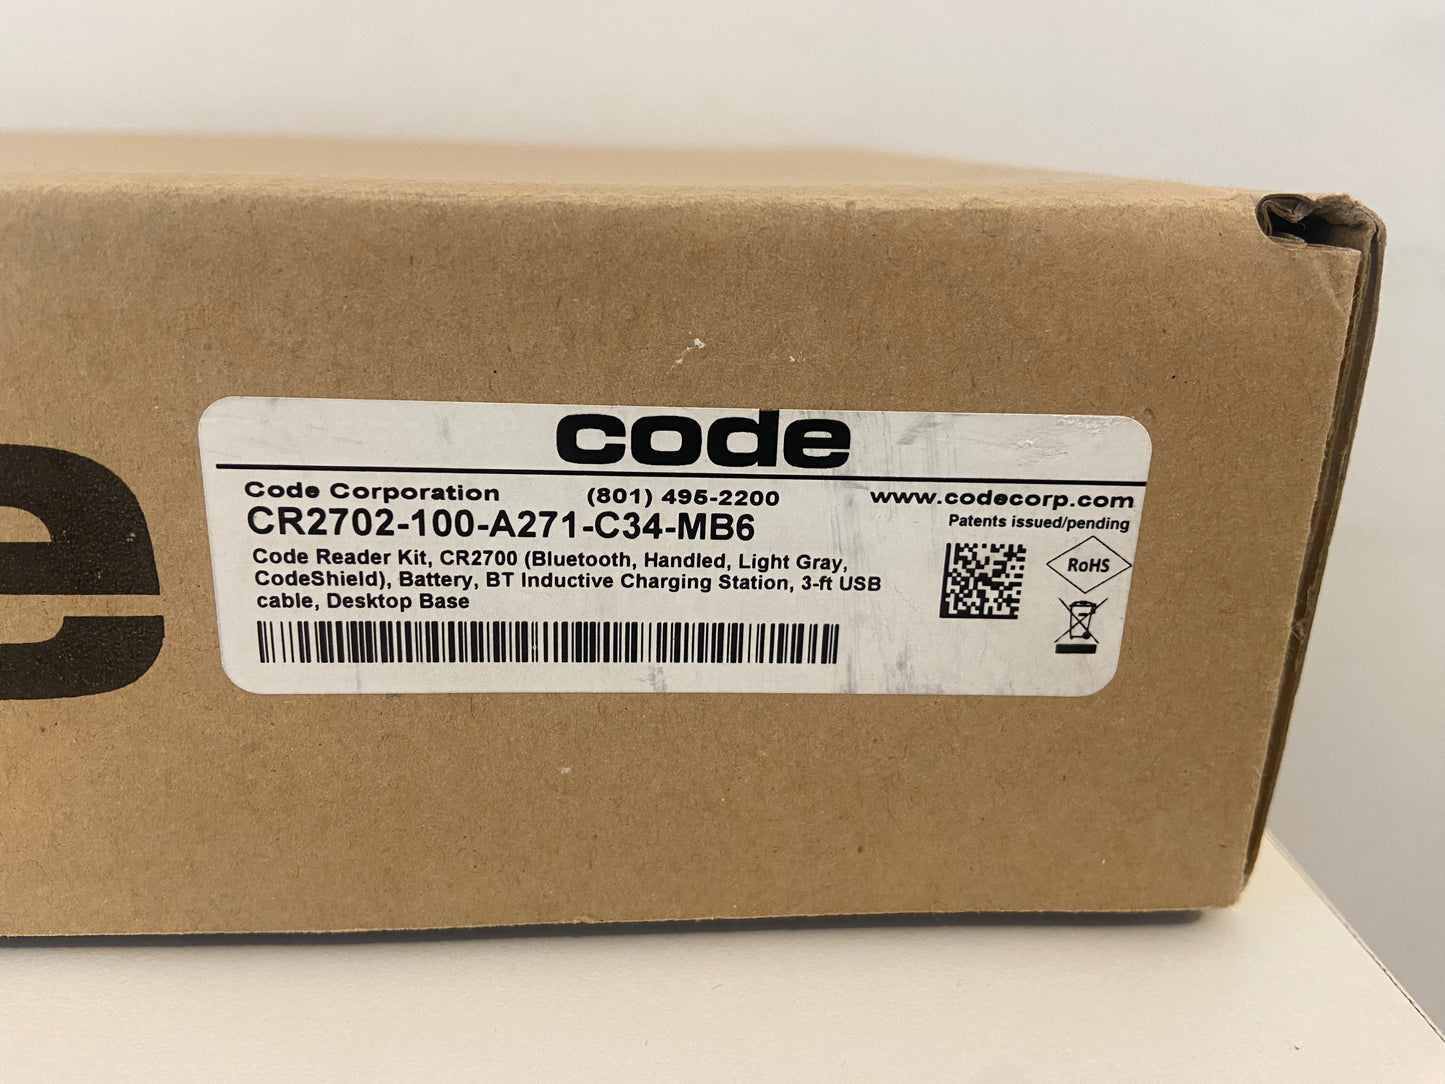 code
Code Corporation (801) 495-2200 www.codecorp.com
CR2702-100-A271-C34-MB6
Patents issued/pending
Code Reader Kit, CR2700 (Bluetooth, Handled, Light Gray,
CodeShield), Battery, BT Inductive Charging Station, 3-ft USB
cable, Desktop Base
RoHS
e